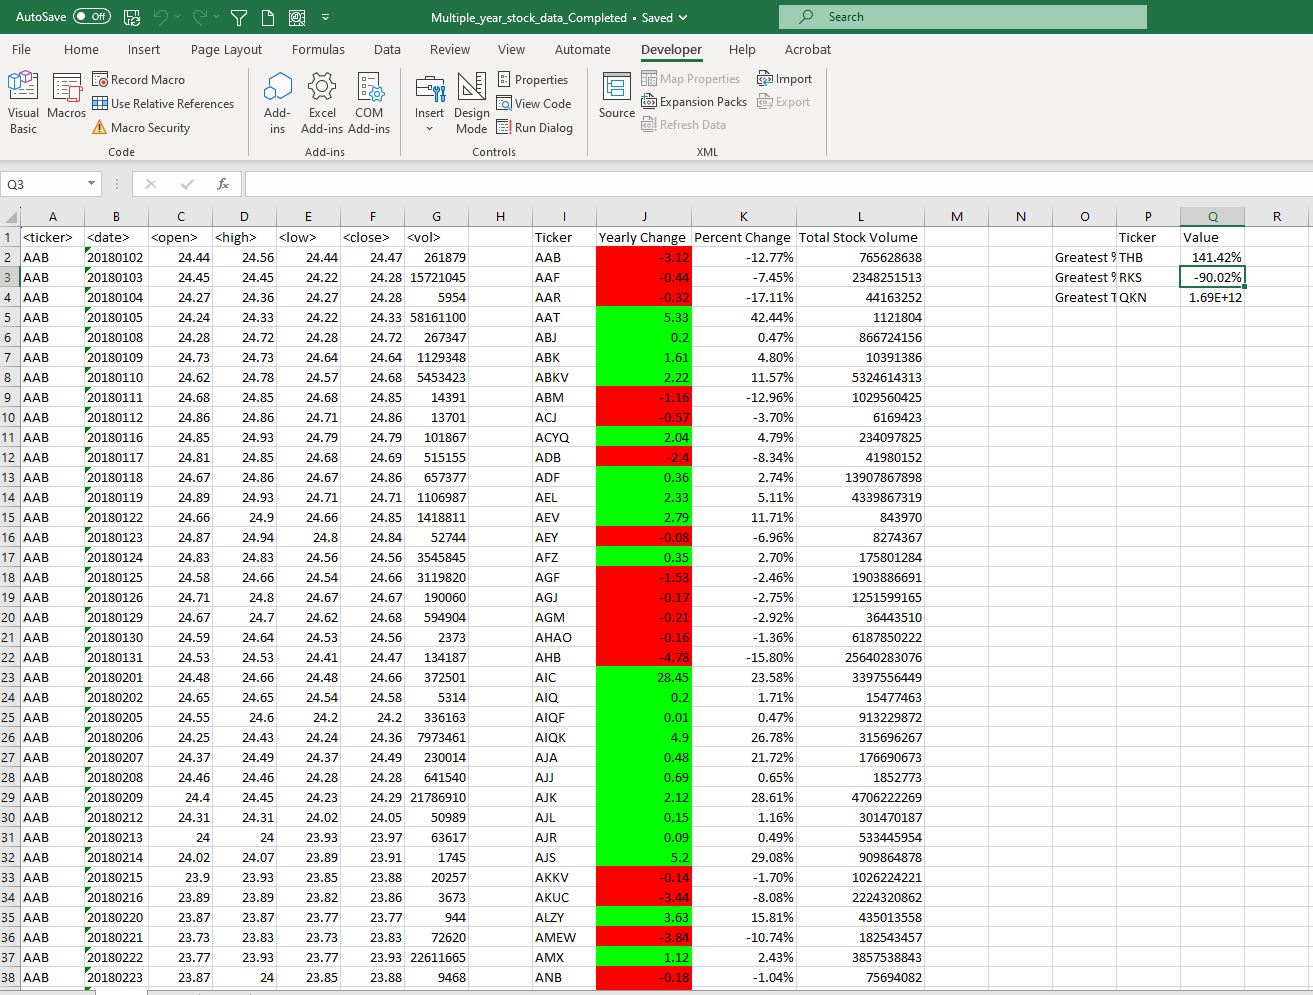 AutoSave Off Multiple_year_stock_data_Completed • Saved Search
File Home Insert Page Layout Formulas Data Review View Automate Developer Help Acrobat
Visual Basic
Macros
Record Macro
Use Relative References
Macro Security
Code
Add-ins
Excel Add-ins
COM Add-ins
Add-ins
Insert
Design Mode
Properties
View Code
Run Dialog
Controls
Source
Map Properties
Expansion Packs
Refresh Data
Import
Export
XML
Q3 fx
A B C D E F G H I J K L M N O P Q R
1 <ticker> <date> <open> <high> <low> <close> <vol> Ticker Yearly Change Percent Change Total Stock Volume Ticker Value
2 AAB 20180102 24.44 24.56 24.44 24.47 261879 AAB -3.12 -12.77% 765628638 Greatest % THB 141.42%
3 AAB 20180103 24.45 24.45 24.22 24.28 15721045 AAF -0.44 -7.45% 2348251513 Greatest % RKS -90.02%
4 AAB 20180104 24.27 24.36 24.27 24.28 5954 AAR -0.32 -17.11% 44163252 Greatest T QKN 1.69E+12
5 AAB 20180105 24.24 24.33 24.22 24.33 58161100 AAT 5.33 42.44% 1121804
6 AAB 20180108 24.28 24.72 24.28 24.72 267347 ABJ 0.2 0.47% 866724156
7 AAB 20180109 24.73 24.73 24.64 24.64 1129348 ABK 1.61 4.80% 10391386
8 AAB 20180110 24.62 24.78 24.57 24.68 5453423 ABKV 2.22 11.57% 5324614313
9 AAB 20180111 24.68 24.85 24.68 24.85 14391 ABM -1.16 -12.96% 1029560425
10 AAB 20180112 24.86 24.86 24.71 24.86 13701 ACJ -0.57 -3.70% 6169423
11 AAB 20180116 24.85 24.93 24.79 24.79 101867 ACYQ 2.04 4.79% 234097825
12 AAB 20180117 24.81 24.85 24.68 24.69 515155 ADB -2.4 -8.34% 41980152
13 AAB 20180118 24.67 24.86 24.67 24.86 657377 ADF 0.36 2.74% 13907867898
14 AAB 20180119 24.89 24.93 24.71 24.71 1106987 AEL 2.33 5.11% 4339867319
15 AAB 20180122 24.66 24.9 24.66 24.85 1418811 AEV 2.79 11.71% 843970
16 AAB 20180123 24.87 24.94 24.8 24.84 52744 AEY -0.08 -6.96% 8274367
17 AAB 20180124 24.83 24.83 24.56 24.56 3545845 AFZ 0.35 2.70% 175801284
18 AAB 20180125 24.58 24.66 24.54 24.66 3119820 AGF -1.53 -2.46% 1903886691
19 AAB 20180126 24.71 24.8 24.67 24.67 190060 AGJ -0.17 -2.75% 1251599165
20 AAB 20180129 24.67 24.7 24.62 24.68 594904 AGM -0.21 -2.92% 36443510
21 AAB 20180130 24.59 24.64 24.53 24.56 2373 AHAO -0.16 -1.36% 6187850222
22 AAB 20180131 24.53 24.53 24.41 24.47 134187 AHB -4.78 -15.80% 25640283076
23 AAB 20180201 24.48 24.66 24.48 24.66 372501 AIC 28.45 23.58% 3397556449
24 AAB 20180202 24.65 24.65 24.54 24.58 5314 AIQ 0.2 1.71% 15477463
25 AAB 20180205 24.55 24.6 24.2 24.2 336163 AIQF 0.01 0.47% 913229872
26 AAB 20180206 24.25 24.43 24.24 24.36 7973461 AIQK 4.9 26.78% 315696267
27 AAB 20180207 24.37 24.49 24.37 24.49 230014 AJA 0.48 21.72% 176690673
28 AAB 20180208 24.46 24.46 24.28 24.28 641540 AJJ 0.69 0.65% 1852773
29 AAB 20180209 24.4 24.45 24.23 24.29 21786910 AJK 2.12 28.61% 4706222269
30 AAB 20180212 24.31 24.31 24.02 24.05 50989 AJL 0.15 1.16% 301470187
31 AAB 20180213 24 24 23.93 23.97 63617 AJR 0.09 0.49% 533445954
32 AAB 20180214 24.02 24.07 23.89 23.91 1745 AJS 5.2 29.08% 909864878
33 AAB 20180215 23.9 23.93 23.85 23.88 20257 AKKV -0.14 -1.70% 1026224221
34 AAB 20180216 23.89 23.89 23.82 23.86 3673 AKUC -3.44 -8.08% 2224320862
35 AAB 20180220 23.87 23.87 23.77 23.77 944 ALZY 3.63 15.81% 435013558
36 AAB 20180221 23.73 23.83 23.73 23.83 72620 AMEW -3.84 -10.74% 182543457
37 AAB 20180222 23.77 23.93 23.77 23.93 22611665 AMX 1.12 2.43% 3857538843
38 AAB 20180223 23.87 24 23.85 23.88 9468 ANB -0.18 -1.04% 75694082